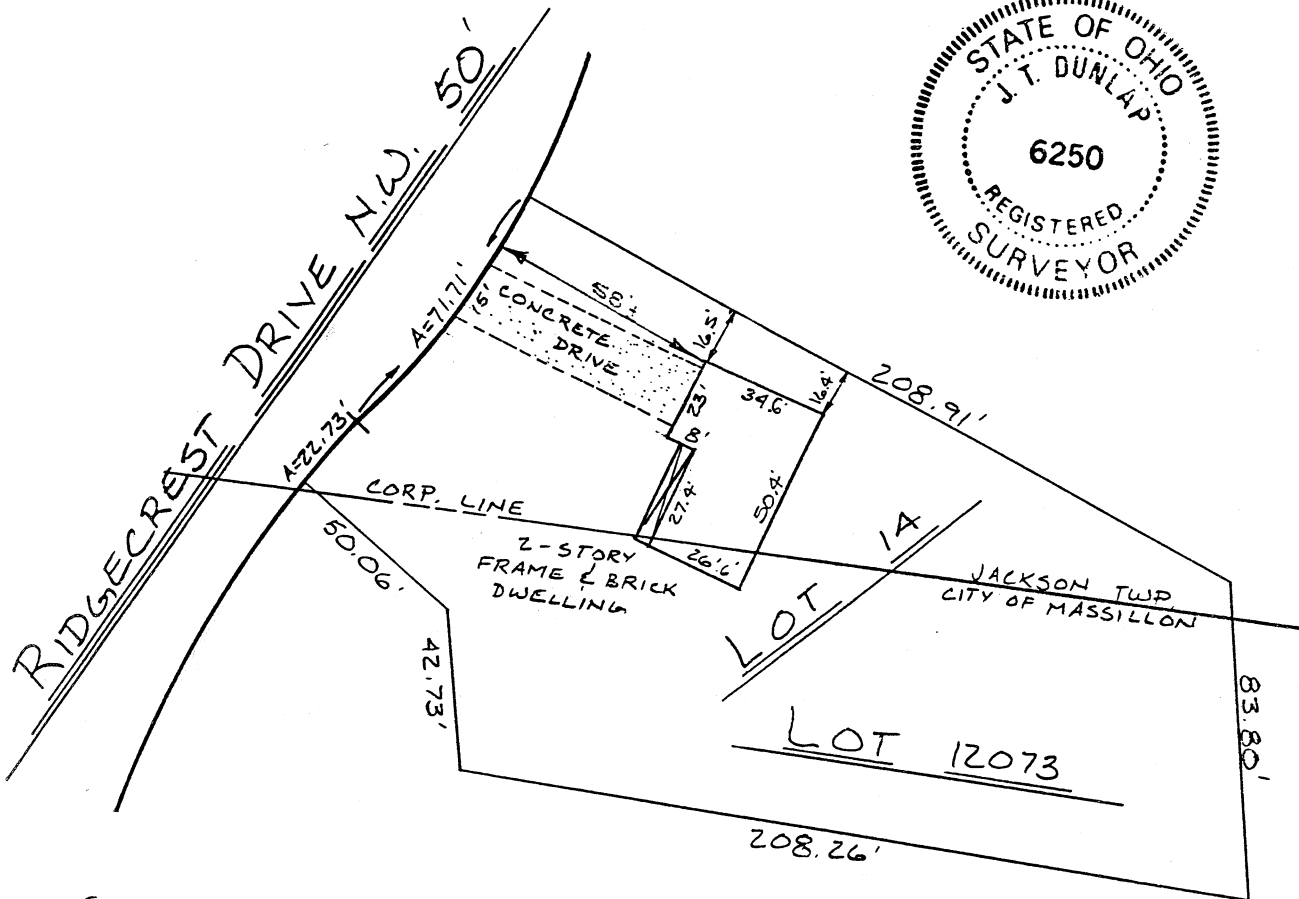 STATE OF OHIO
J. T. DUNLAP
6250
REGISTERED
SURVEYOR
RIDGECREST DRIVE N.W. 50'
A=71.71'
A=22.73'
58'±
CONCRETE
DRIVE
15'
16.5'
16.4'
208.91'
34.6'
23'
8'
27.4'
50.4'
26.6'
CORP. LINE
50.06'
2-STORY
FRAME & BRICK
DWELLING
LOT 14
JACKSON TWP.
CITY OF MASSILLON
42.73'
83.80'
LOT 12073
208.26'